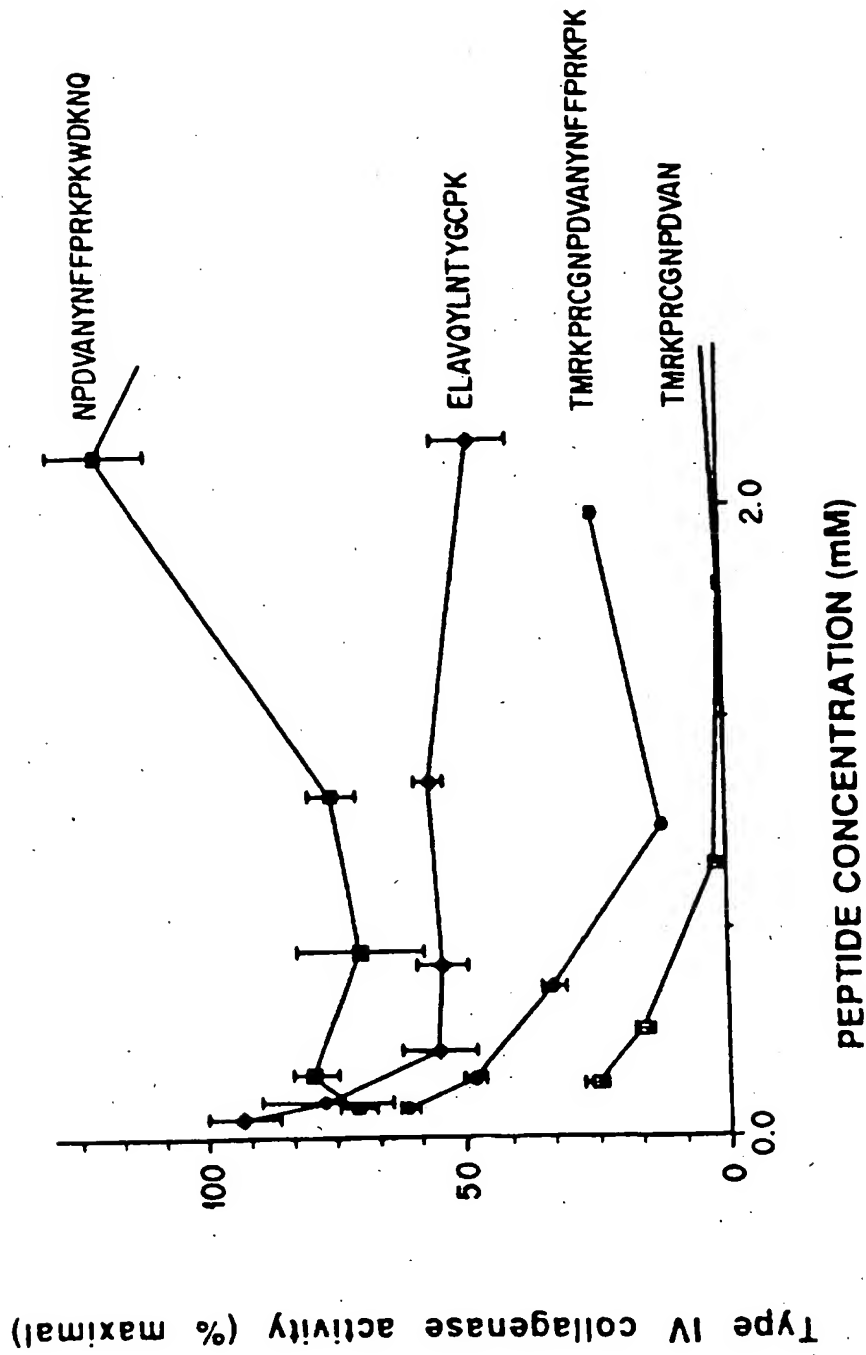 Type IV collagenase activity (% maximal)
100
50
0
0.0
2.0
PEPTIDE CONCENTRATION (mM)
NPDVANYNFFPRKPKWDKNQ
ELAVQYLNTYGCPK
TMRKPRCGNPDVANYNFFPRKPK
TMRKPRCGNPDVAN